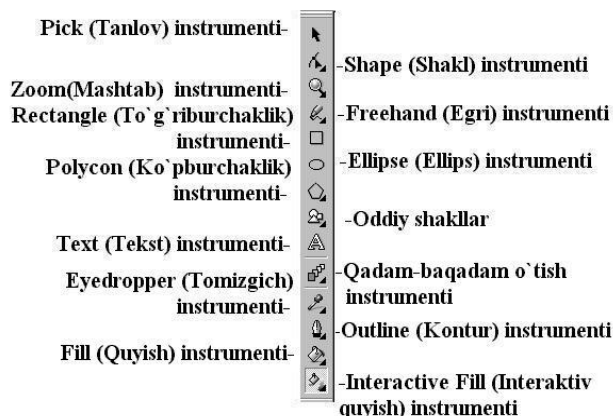 Pick (Tanlov) instrumenti-
-Shape (Shakl) instrumenti
Zoom(Mashtab) instrumenti-
Rectangle (To`g`riburchaklik)
instrumenti-
-Freehand (Egri) instrumenti
Polycon (Ko`pburchaklik)
instrumenti-
-Ellipse (Ellips) instrumenti
-Oddiy shakllar
Text (Tekst) instrumenti-
Eyedropper (Tomizgich)
instrumenti-
-Qadam-baqadam o`tish
instrumenti
-Outline (Kontur) instrumenti
Fill (Quyish) instrumenti-
-Interactive Fill (Interaktiv
quyish) instrumenti